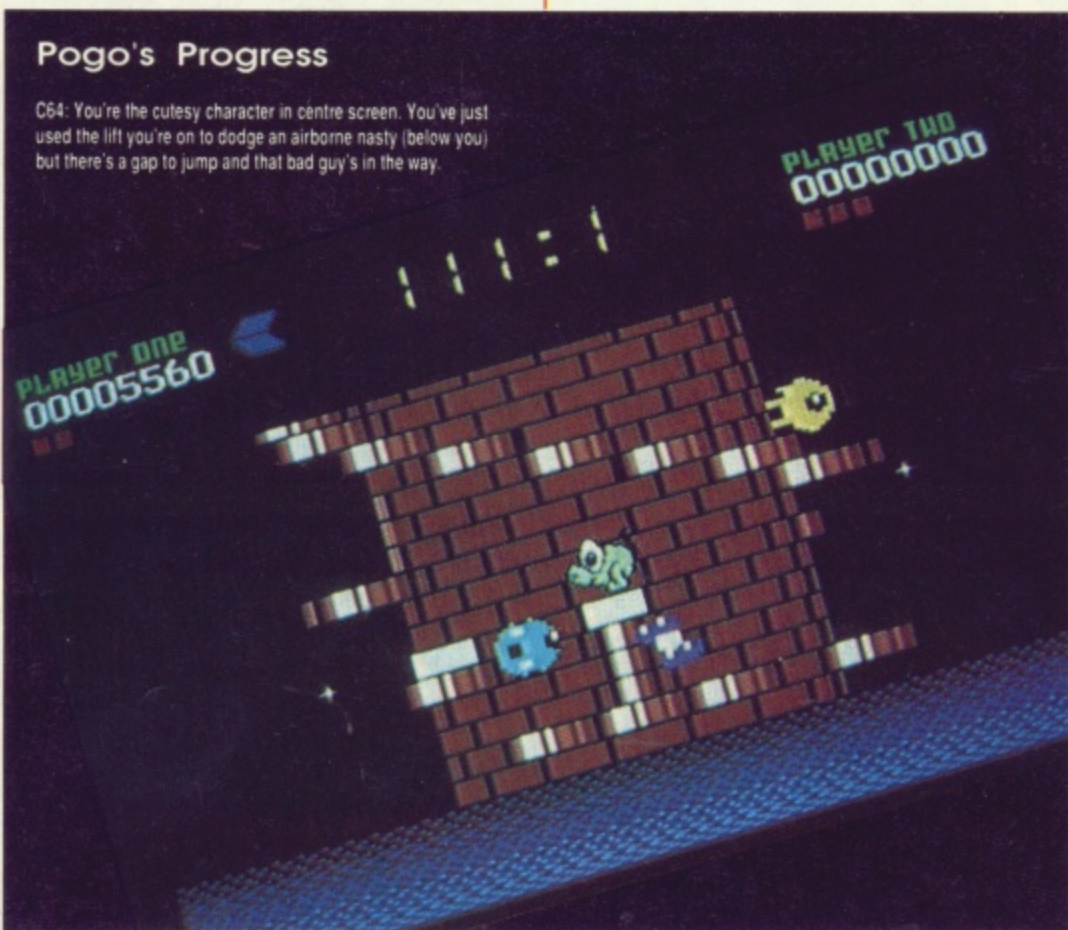 Pogo's Progress
C64: You're the cutesy character in centre screen. You've just
used the lift you're on to dodge an airborne nasty (below you)
but there's a gap to jump and that bad guy's in the way.
PLAYER TWO
00000000
111:1
PLAYER ONE
00005560